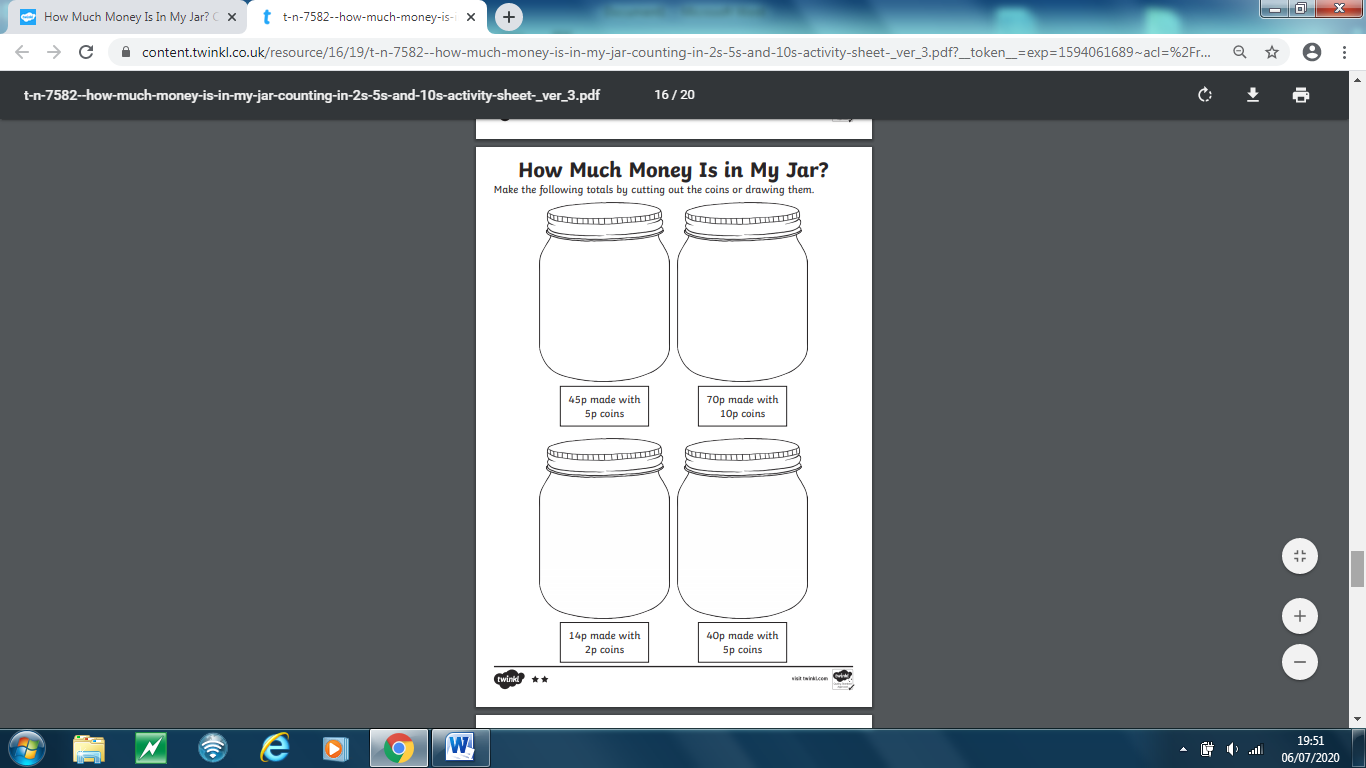 How Much Money Is In My Jar? C
t-n-7582--how-much-money-is-
content.twinkl.co.uk/resource/16/19/t-n-7582--how-much-money-is-in-my-jar-counting-in-2s-5s-and-10s-activity-sheet-_ver_3.pdf?__token__=exp=1594061689~acl=%2Fr...
t-n-7582--how-much-money-is-in-my-jar-counting-in-2s-5s-and-10s-activity-sheet-_ver_3.pdf
16 / 20
How Much Money Is in My Jar?
Make the following totals by cutting out the coins or drawing them.
45p made with
5p coins
70p made with
10p coins
14p made with
2p coins
40p made with
5p coins
twinkl
visit twinkl.com
twinkl
19:51
06/07/2020